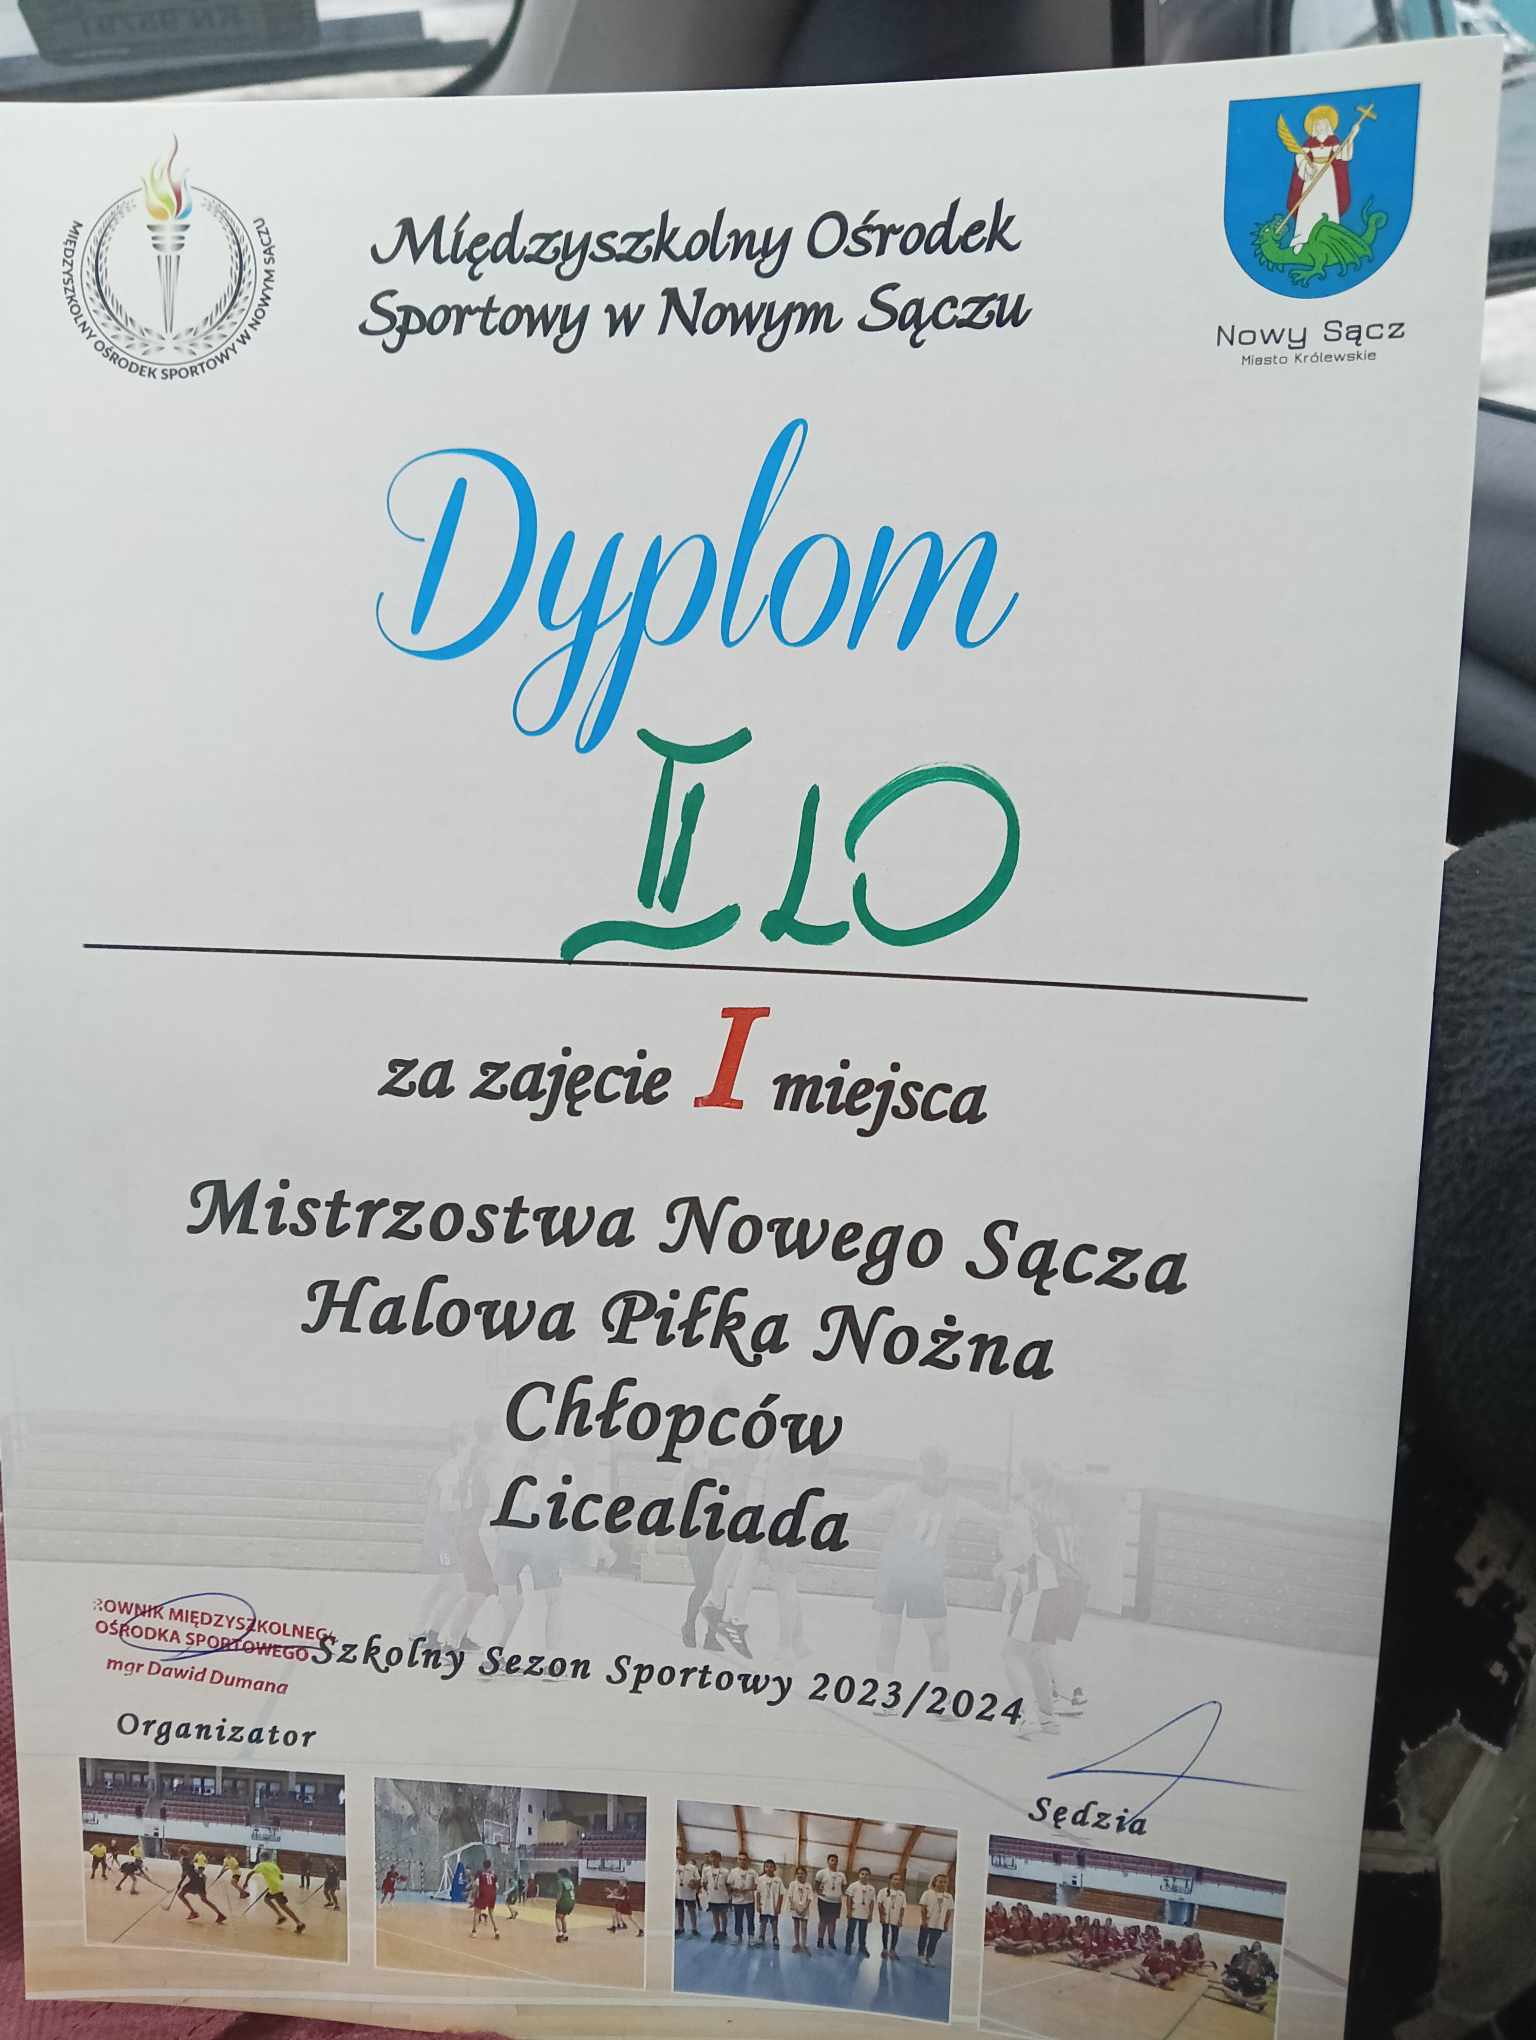 MIĘDZYSZKOLNY OŚRODEK SPORTOWY W NOWYM SĄCZU
Międzyszkolny Ośrodek
Sportowy w Nowym Sączu
Nowy Sącz
Miasto Królewskie
Dyplom
II LO
za zajęcie I miejsca
Mistrzostwa Nowego Sącza
Halowa Piłka Nożna
Chłopców
Licealiada
ROWNIK MIĘDZYSZKOLNEG
OŚRODKA SPORTOWEGO
mgr Dawid Dumana
Szkolny Sezon Sportowy 2023/2024
Organizator
Sędzia